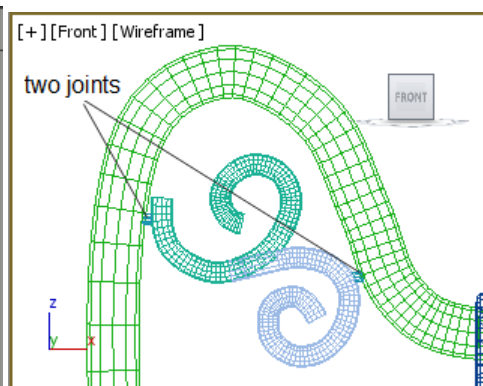 [+] [Front] [Wireframe]
two joints
FRONT
z
y
x